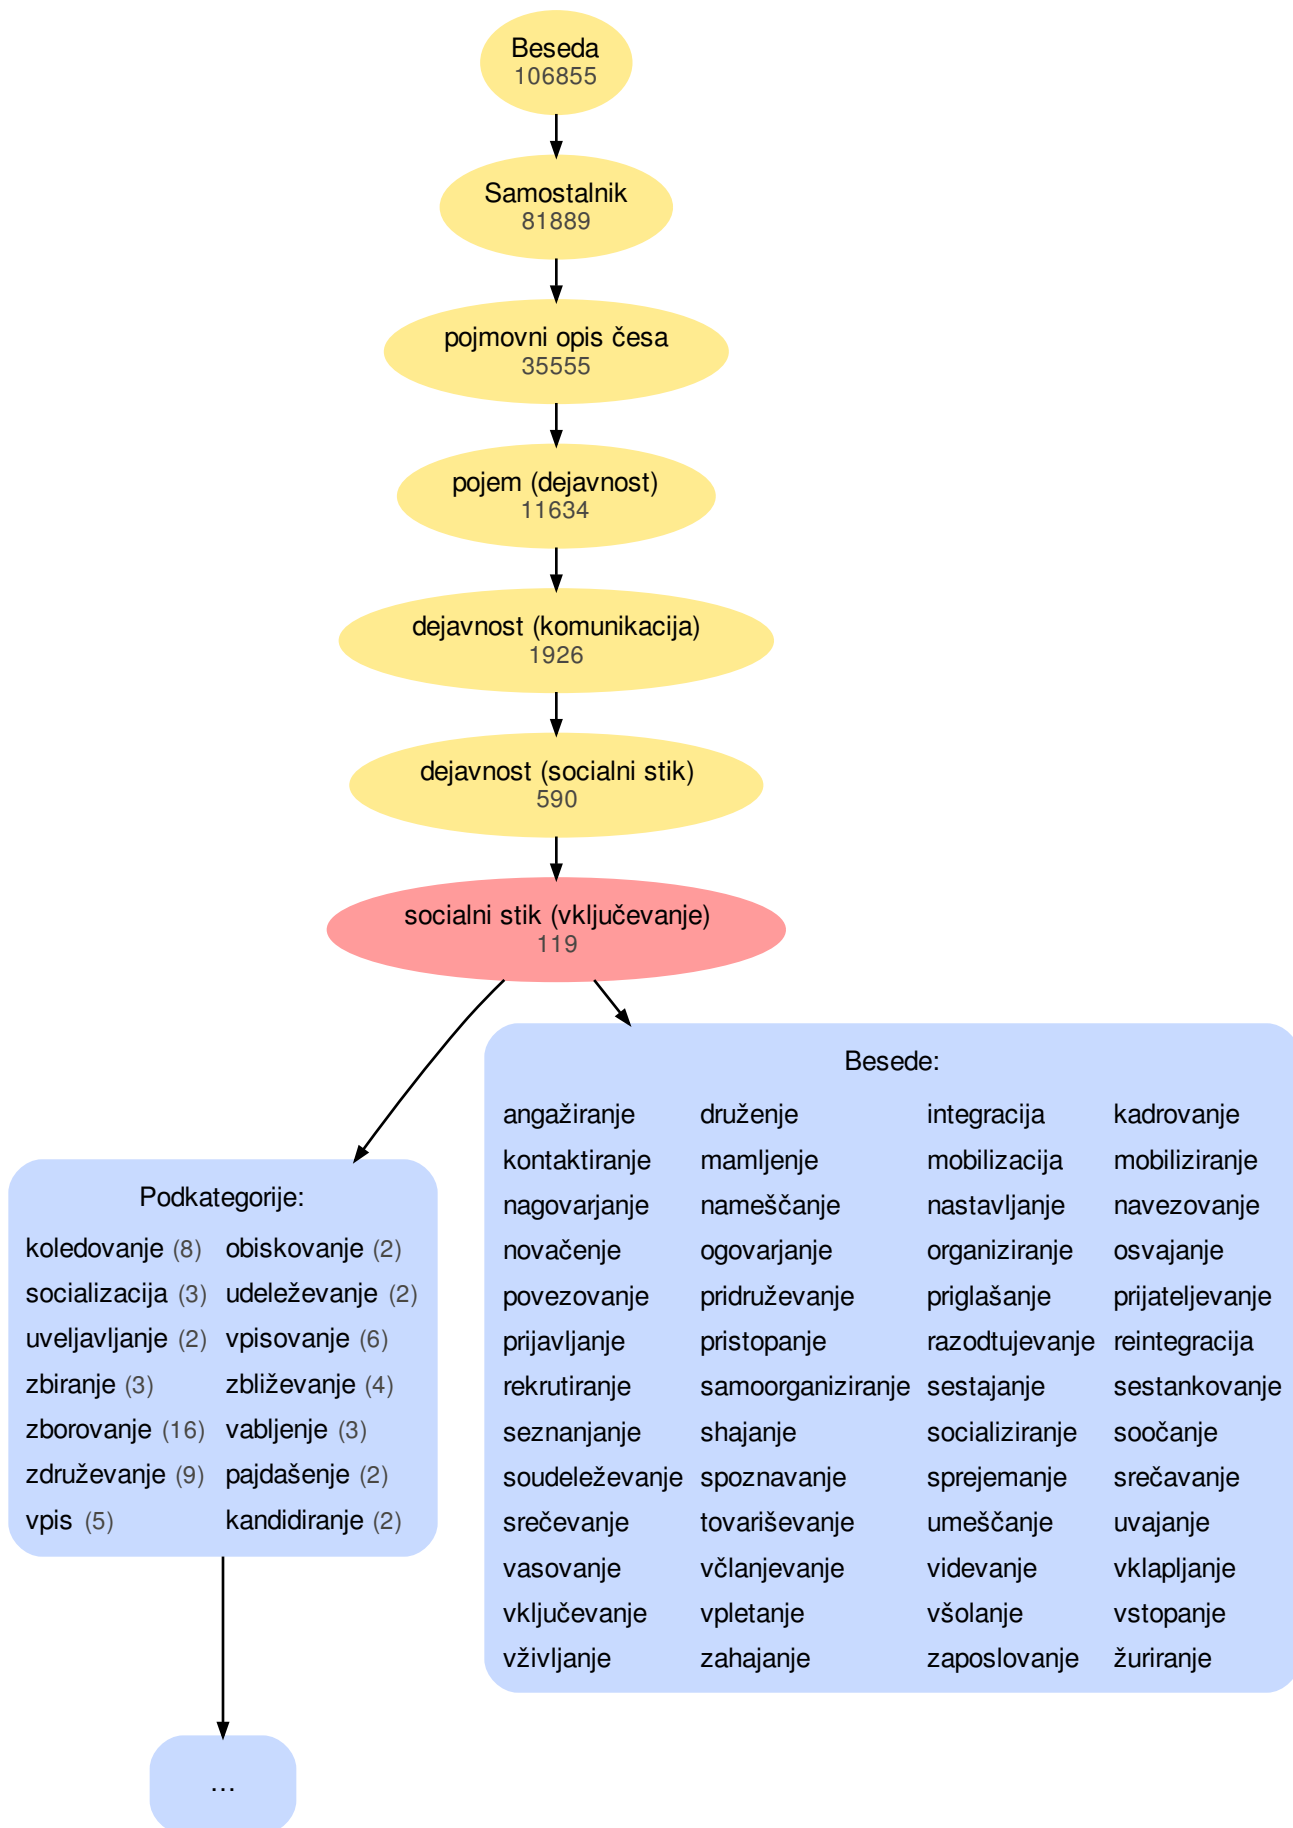 Beseda
106855
Samostalnik
81889
pojmovni opis česa
35555
pojem (dejavnost)
11634
dejavnost (komunikacija)
1926
dejavnost (socialni stik)
590
socialni stik (vključevanje)
119
Podkategorije:
koledovanje (8) obiskovanje (2)
socializacija (3) udeleževanje (2)
uveljavljanje (2) vpisovanje (6)
zbiranje (3) zbliževanje (4)
zborovanje (16) vabljenje (3)
združevanje (9) pajdašenje (2)
vpis (5) kandidiranje (2)
...
Besede:
angažiranje druženje integracija kadrovanje
kontaktiranje mamljenje mobilizacija mobiliziranje
nagovarjanje nameščanje nastavljanje navezovanje
novačenje ogovarjanje organiziranje osvajanje
povezovanje pridruževanje priglašanje prijateljevanje
prijavljanje pristopanje razodtujevanje reintegracija
rekrutiranje samoorganiziranje sestajanje sestankovanje
seznanjanje shajanje socializiranje soočanje
soudeleževanje spoznavanje sprejemanje srečavanje
srečevanje tovariševanje umeščanje uvajanje
vasovanje včlanjevanje videvanje vklapljanje
vključevanje vpletanje všolanje vstopanje
vživljanje zahajanje zaposlovanje žuriranje